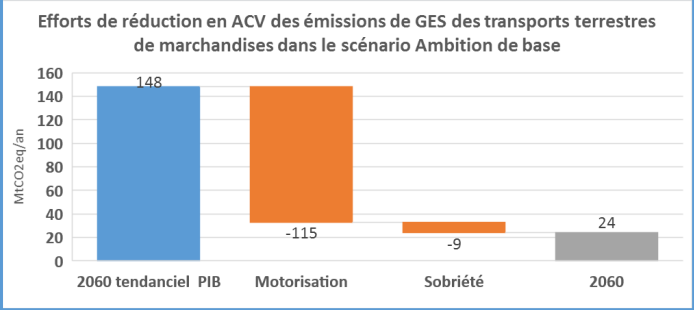 Efforts de réduction en ACV des émissions de GES des transports terrestres
de marchandises dans le scénario Ambition de base
MtCO2eq/an
160
140
120
100
80
60
40
20
0
148
-115
-9
24
2060 tendanciel PIB
Motorisation
Sobriété
2060